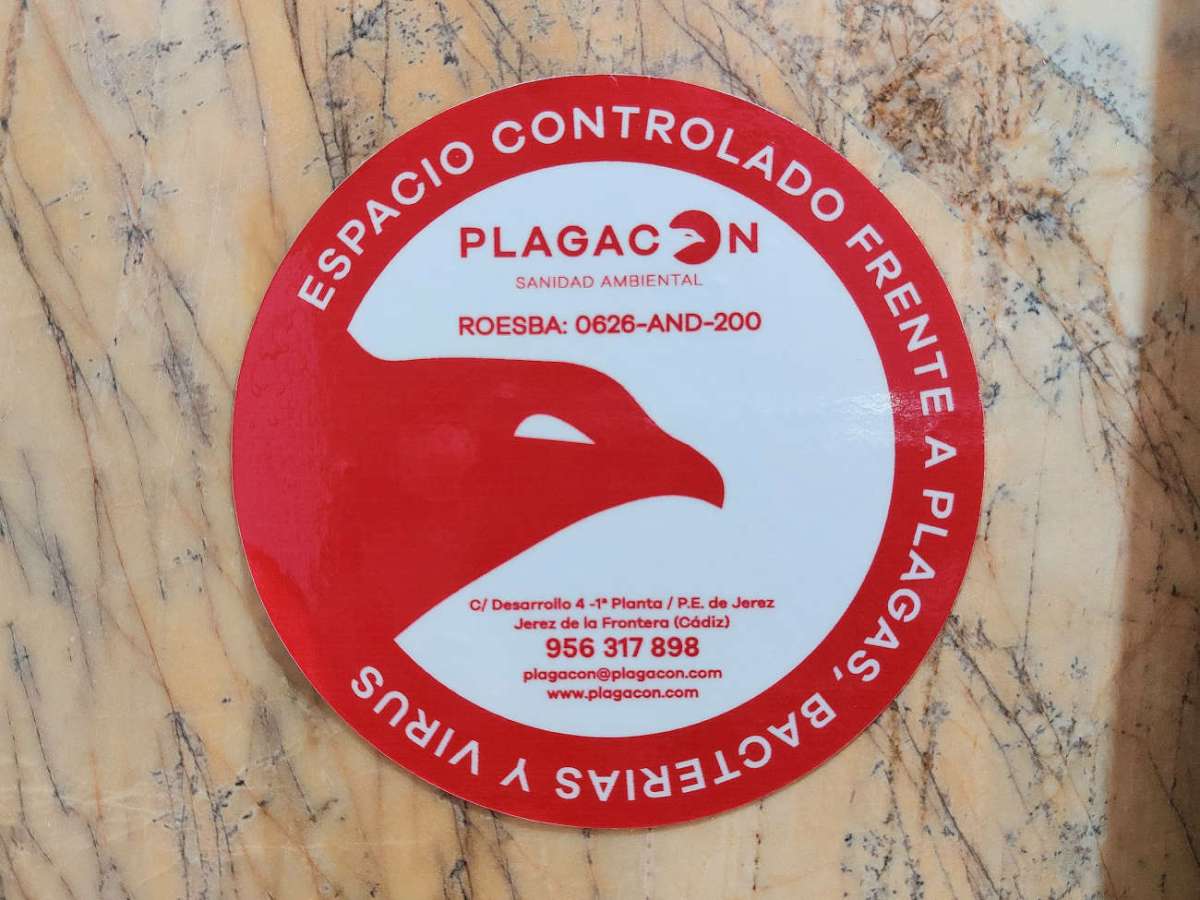 ESPACIO CONTROLADO FRENTE A PLAGAS, BACTERIAS Y VIRUS
PLAGACON
SANIDAD AMBIENTAL
ROESBA: 0626-AND-200
C/ Desarrollo 4 -1ª Planta / P.E. de Jerez
Jerez de la Frontera (Cádiz)
956 317 898
plagacon@plagacon.com
www.plagacon.com